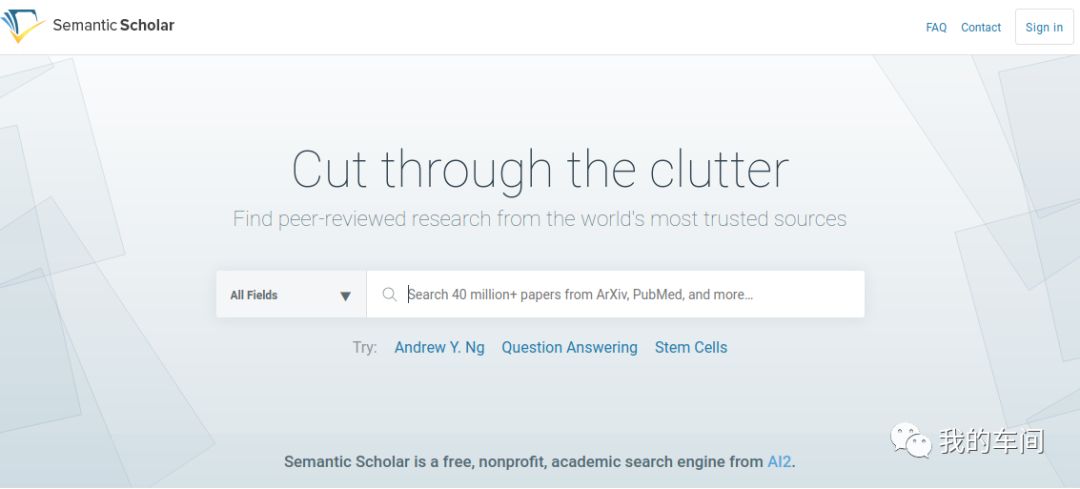 Semantic Scholar
FAQ Contact Sign in
Cut through the clutter
Find peer-reviewed research from the world's most trusted sources
All Fields Search 40 million+ papers from ArXiv, PubMed, and more...
Try: Andrew Y. Ng Question Answering Stem Cells
我的车间
Semantic Scholar is a free, nonprofit, academic search engine from AI2.